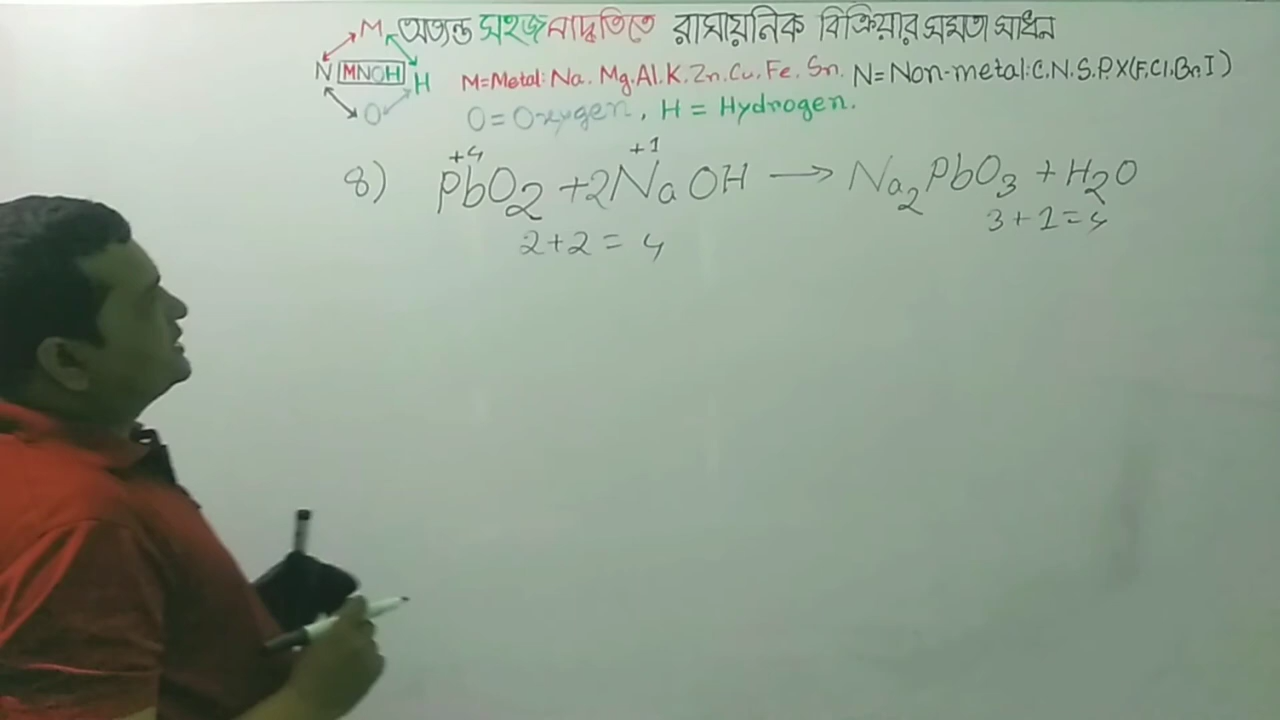 M অত্যন্ত সহজ পদ্ধতিতে রাসায়নিক বিক্রিয়ার সমতা সাধন
N MNOH H M=Metal: Na. Mg. Al. K. Zn. Cu. Fe. Sn. N=Non-metal: C. N. S. P. X(F, Cl. Br. I)
O O = Oxygen, H = Hydrogen.
+4 +1
8) PbO2 + 2NaOH → Na2PbO3 + H2O
2+2 = 4 3+1=4